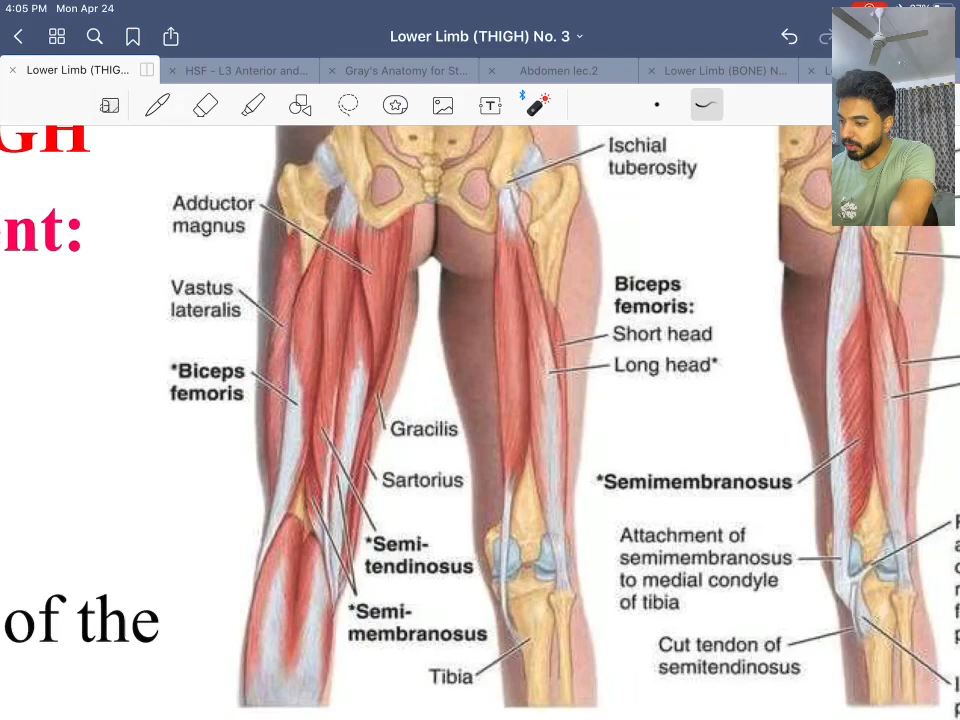 4:05 PM Mon Apr 24
Lower Limb (THIGH) No. 3
Lower Limb (THIG...
HSF - L3 Anterior and...
Gray's Anatomy for St...
Abdomen lec.2
Lower Limb (BONE) N...
GH
nt:
of the
Adductor
magnus
Vastus
lateralis
*Biceps
femoris
Gracilis
Sartorius
*Semi-
tendinosus
*Semi-
membranosus
Tibia
Ischial
tuberosity
Biceps
femoris:
Short head
Long head*
*Semimembranosus
Attachment of
semimembranosus
to medial condyle
of tibia
Cut tendon of
semitendinosus